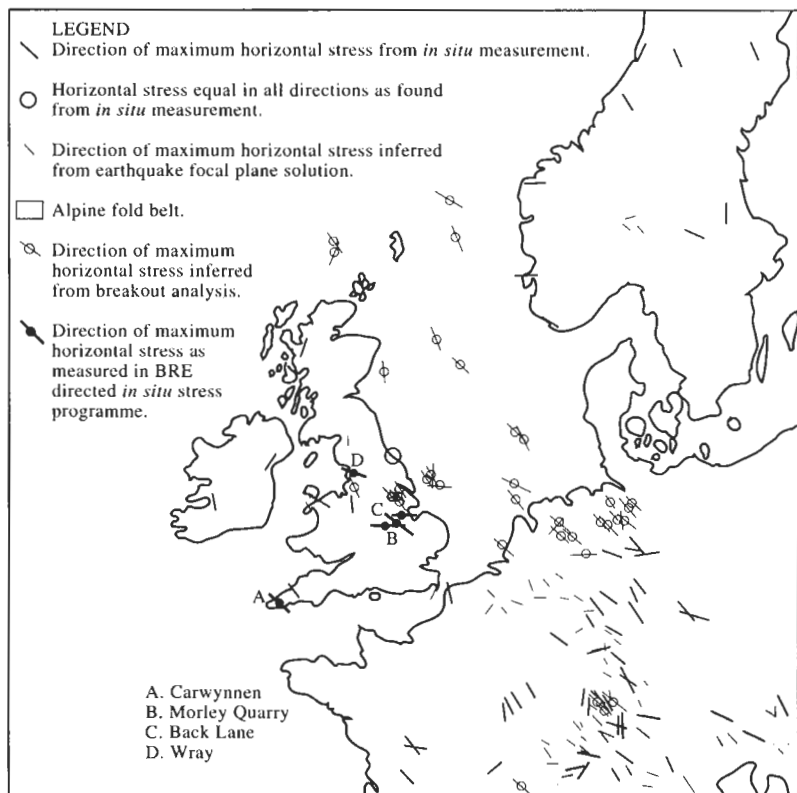 LEGEND
Direction of maximum horizontal stress from in situ measurement.
Horizontal stress equal in all directions as found
from in situ measurement.
Direction of maximum horizontal stress inferred
from earthquake focal plane solution.
Alpine fold belt.
Direction of maximum
horizontal stress inferred
from breakout analysis.
Direction of maximum
horizontal stress as
measured in BRE
directed in situ stress
programme.
D
C
B
A
A. Carwynnen
B. Morley Quarry
C. Back Lane
D. Wray